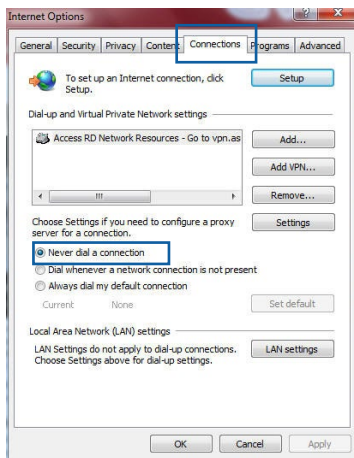 Internet Options
General Security Privacy Content Connections Programs Advanced
To set up an Internet connection, click Setup.
Setup
Dial-up and Virtual Private Network settings
Access RD Network Resources - Go to vpn.as
Add...
Add VPN...
Remove...
Choose Settings if you need to configure a proxy
server for a connection.
Settings
Never dial a connection
Dial whenever a network connection is not present
Always dial my default connection
Current None
Set default
Local Area Network (LAN) settings
LAN Settings do not apply to dial-up connections.
Choose Settings above for dial-up settings.
LAN settings
OK Cancel Apply